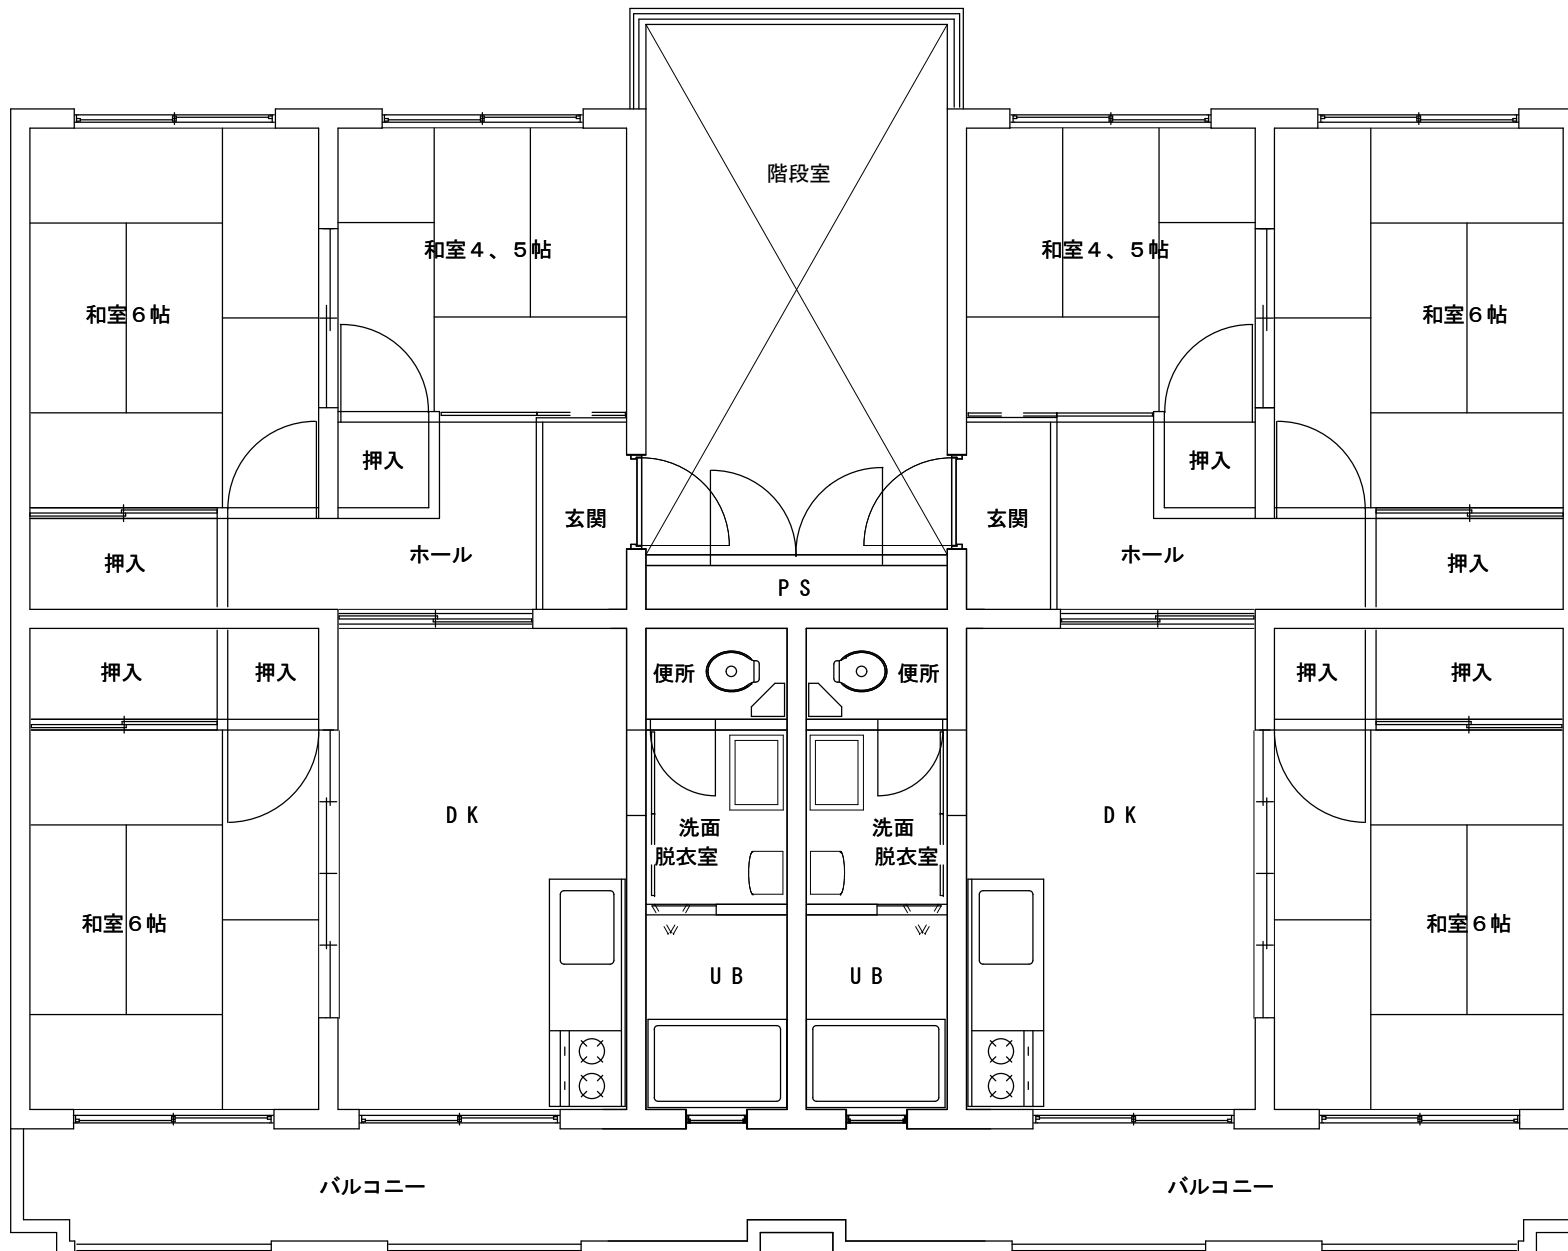 階段室
和室４、５帖
和室４、５帖
和室６帖
和室６帖
押入
押入
玄関
玄関
ホール
ホール
押入
押入
ＰＳ
押入
押入
便所
便所
押入
押入
ＤＫ
ＤＫ
洗面
脱衣室
洗面
脱衣室
和室６帖
和室６帖
ＵＢ
ＵＢ
バルコニー
バルコニー